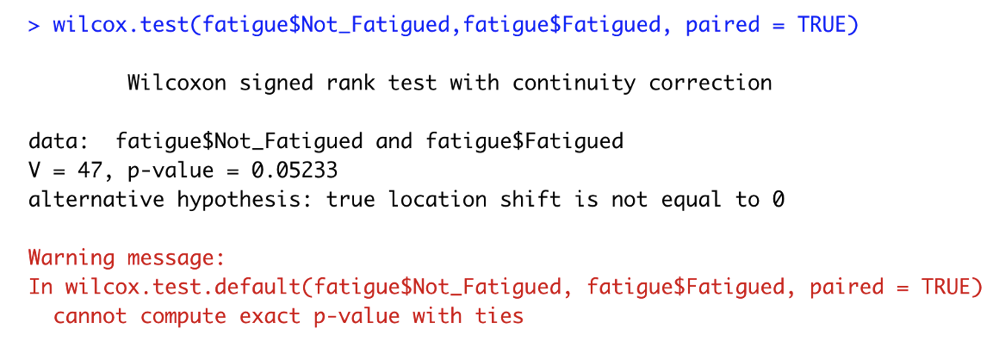 > wilcox.test(fatigue$Not_Fatigued,fatigue$Fatigued, paired = TRUE)
Wilcoxon signed rank test with continuity correction
data:  fatigue$Not_Fatigued and fatigue$Fatigued
V = 47, p-value = 0.05233
alternative hypothesis: true location shift is not equal to 0
Warning message:
In wilcox.test.default(fatigue$Not_Fatigued, fatigue$Fatigued, paired = TRUE)
  cannot compute exact p-value with ties